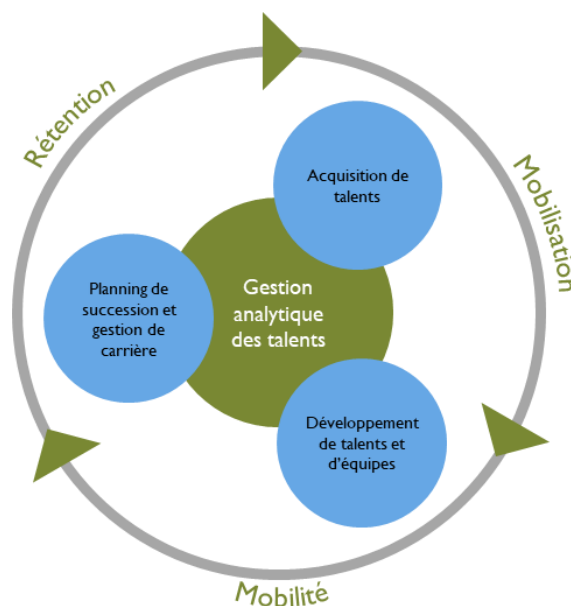 Rétention
Mobilisation
Acquisition de
talents
Gestion
analytique
des talents
Planning de
succession et
gestion de
carrière
Développement
de talents et
d'équipes
Mobilité